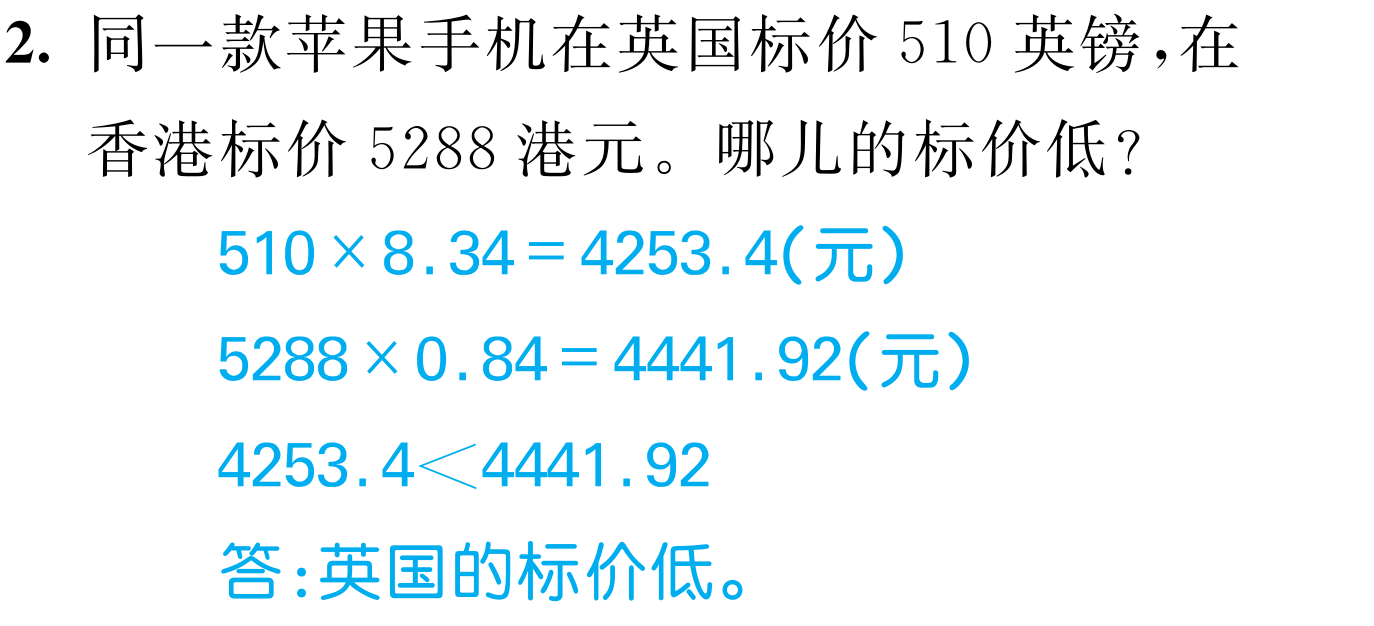 2. 同一款苹果手机在英国标价 510 英镑,在
香港标价 5288 港元。哪儿的标价低?
510×8.34=4253.4(元)
5288×0.84=4441.92(元)
4253.4<4441.92
答:英国的标价低。